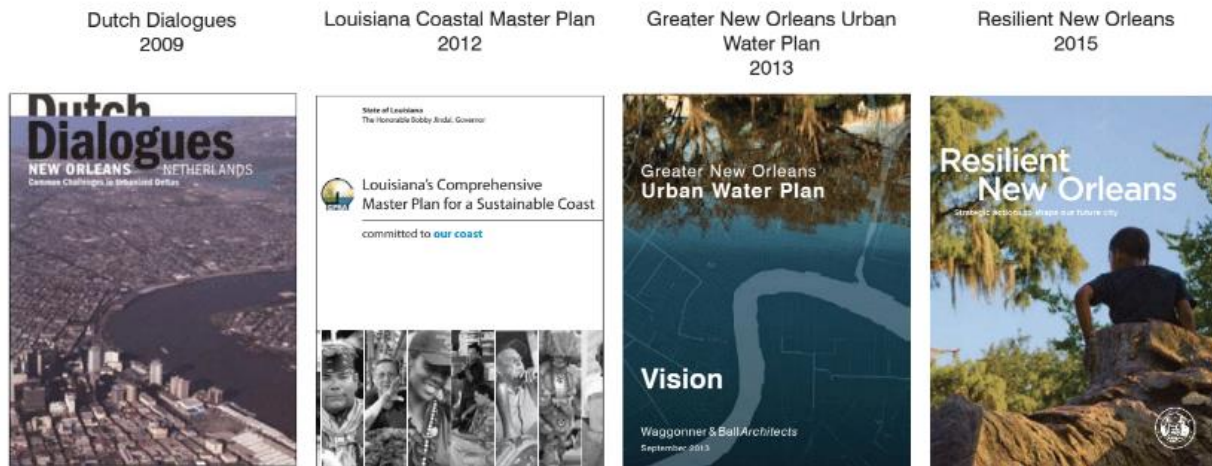 Dutch Dialogues
2009
Louisiana Coastal Master Plan
2012
Greater New Orleans Urban
Water Plan
2013
Resilient New Orleans
2015
Dutch
Dialogues
NEW ORLEANS NETHERLANDS
Common Challenges in Urbanized Deltas
State of Louisiana
The Honorable Bobby Jindal, Governor
Louisiana's Comprehensive
Master Plan for a Sustainable Coast
committed to our coast
Greater New Orleans
Urban Water Plan
Vision
Waggonner & Ball Architects
September 2013
Resilient
New Orleans
Strategic actions to shape our future city